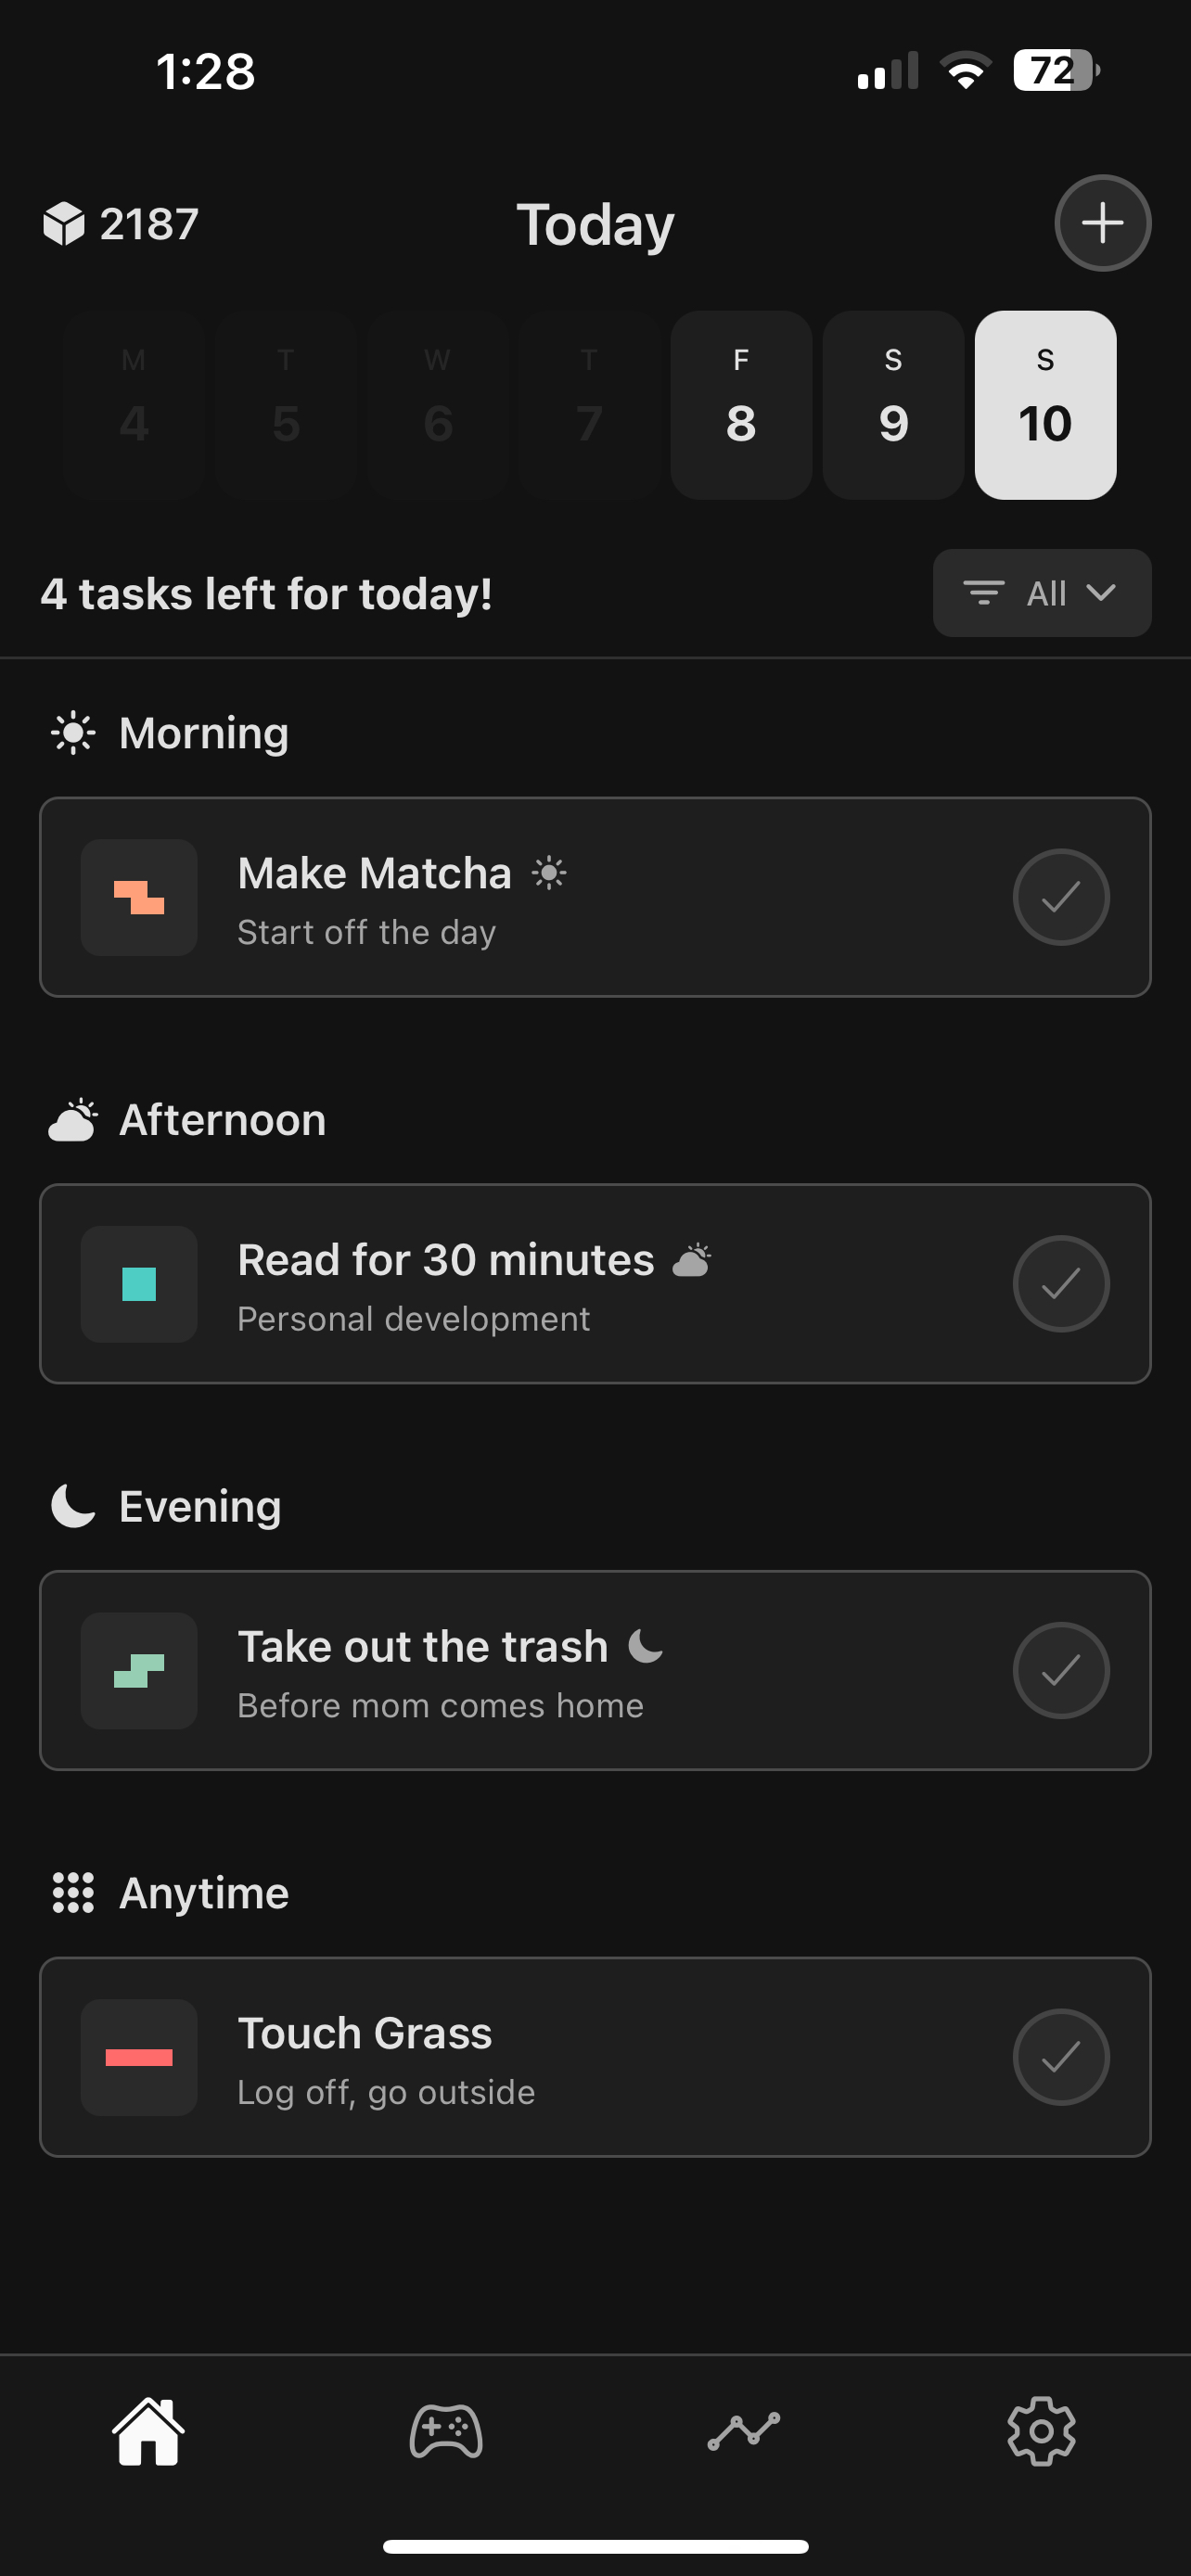 1:28
72
2187
Today
M T W T F S S
4 5 6 7 8 9 10
4 tasks left for today!
All
Morning
Make Matcha
Start off the day
Afternoon
Read for 30 minutes
Personal development
Evening
Take out the trash
Before mom comes home
Anytime
Touch Grass
Log off, go outside